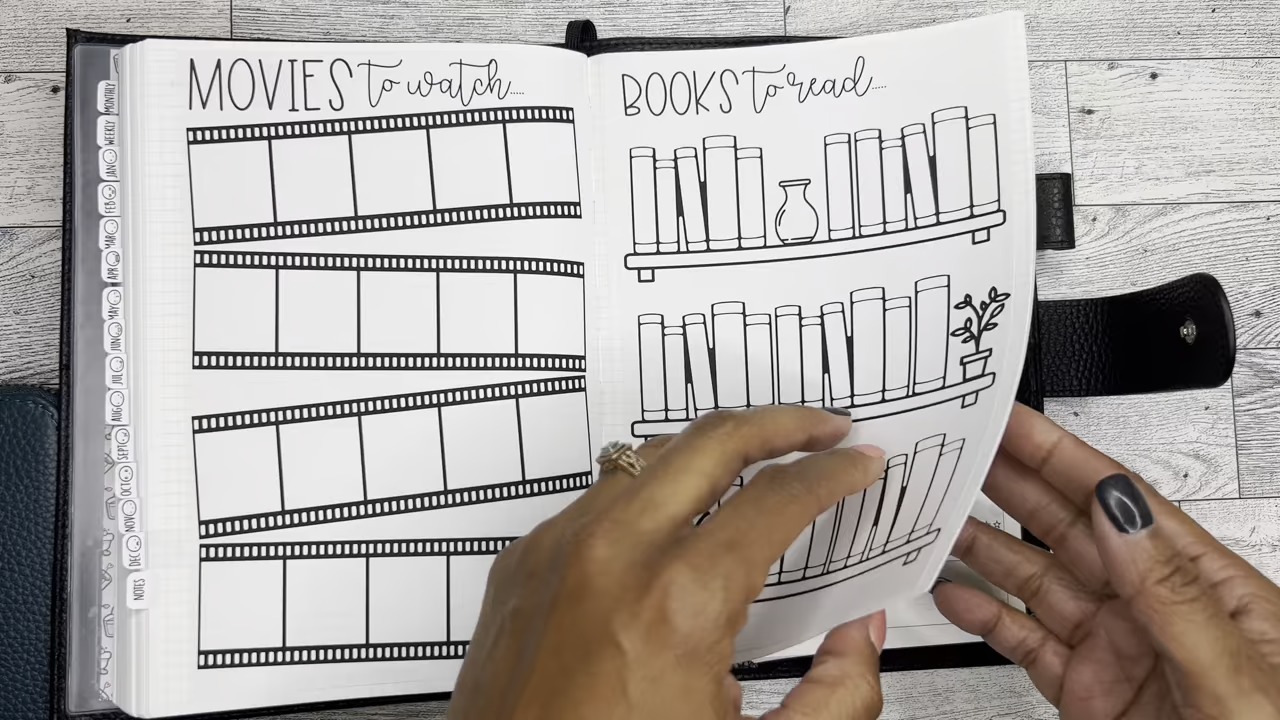 MOVIES to watch.....
BOOKS to read.....
MONTHLY
WEEKLY
JAN
FEB
MAR
APR
MAY
JUN
JUL
AUG
SEPT
OCT
NOV
DEC
NOTES